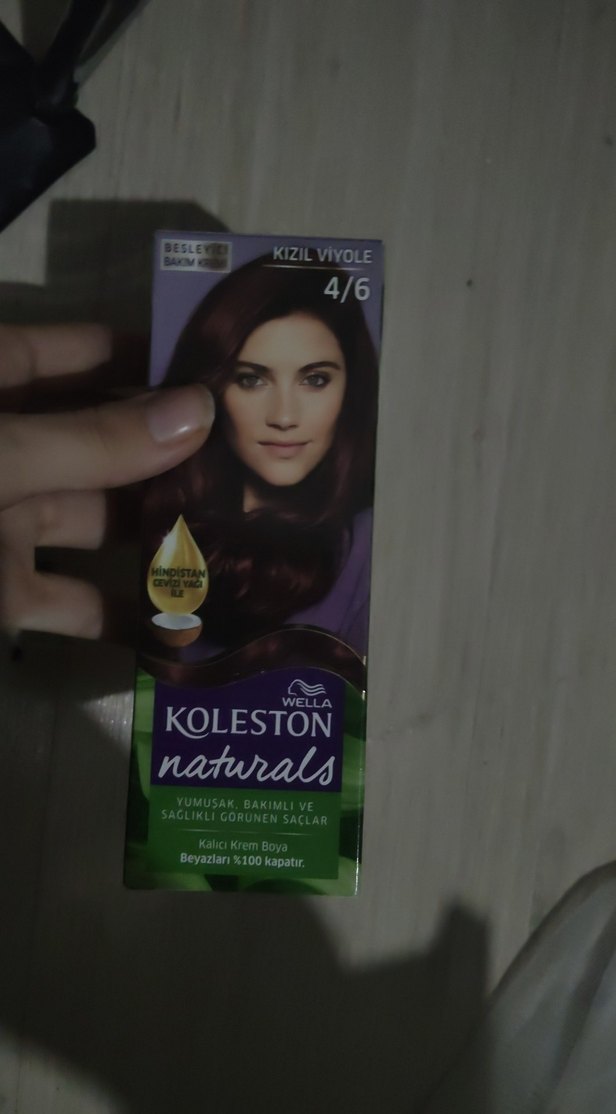 BESLEYİCİ
BAKIM KREMİ
KIZIL VİYOLE
4/6
HİNDİSTAN
CEVİZİ YAĞI
İLE
WELLA
KOLESTON
naturals
YUMUŞAK, BAKIMLI VE
SAĞLIKLI GÖRÜNEN SAÇLAR
Kalıcı Krem Boya
Beyazları %100 kapatır.